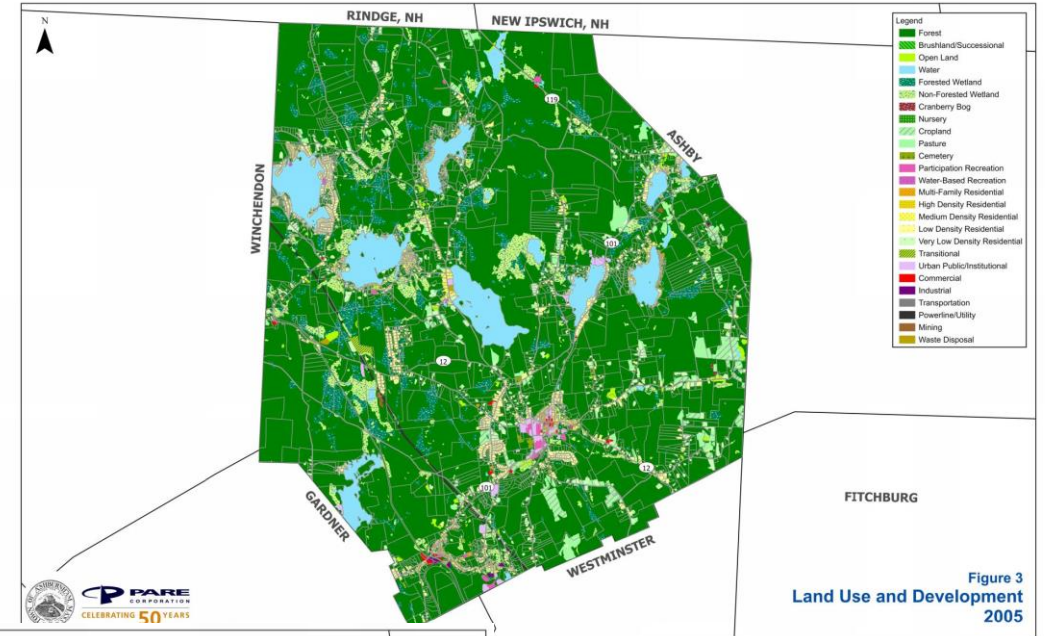 RINDGE, NH
NEW IPSWICH, NH
N
119
ASHBY
WINCHENDON
101
12
12
101
GARDNER
WESTMINSTER
FITCHBURG
Legend
Forest
Brushland/Successional
Open Land
Water
Forested Wetland
Non-Forested Wetland
Cranberry Bog
Nursery
Cropland
Pasture
Cemetery
Participation Recreation
Water-Based Recreation
Multi-Family Residential
High Density Residential
Medium Density Residential
Low Density Residential
Very Low Density Residential
Transitional
Urban Public/Institutional
Commercial
Industrial
Transportation
Powerline/Utility
Mining
Waste Disposal
PARE
CORPORATION
CELEBRATING 50 YEARS
Figure 3
Land Use and Development
2005